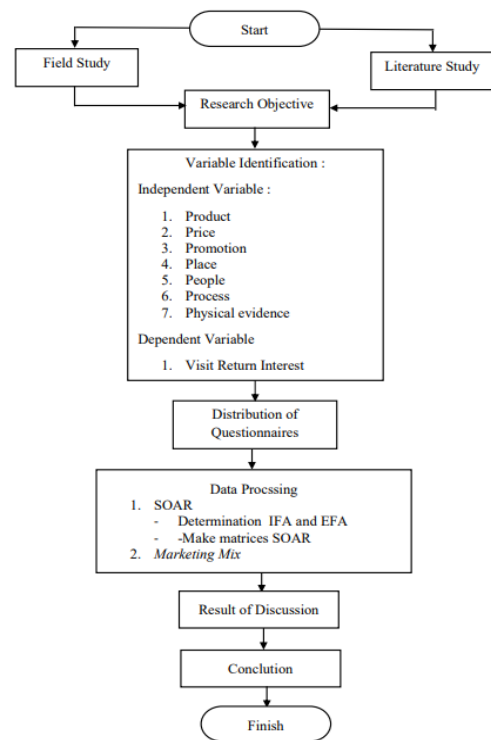 Start
Field Study
Literature Study
Research Objective
Variable Identification :
Independent Variable :
1. Product
2. Price
3. Promotion
4. Place
5. People
6. Process
7. Physical evidence
Dependent Variable
1. Visit Return Interest
Distribution of
Questionnaires
Data Procssing
1. SOAR
- Determination IFA and EFA
- -Make matrices SOAR
2. Marketing Mix
Result of Discussion
Conclution
Finish